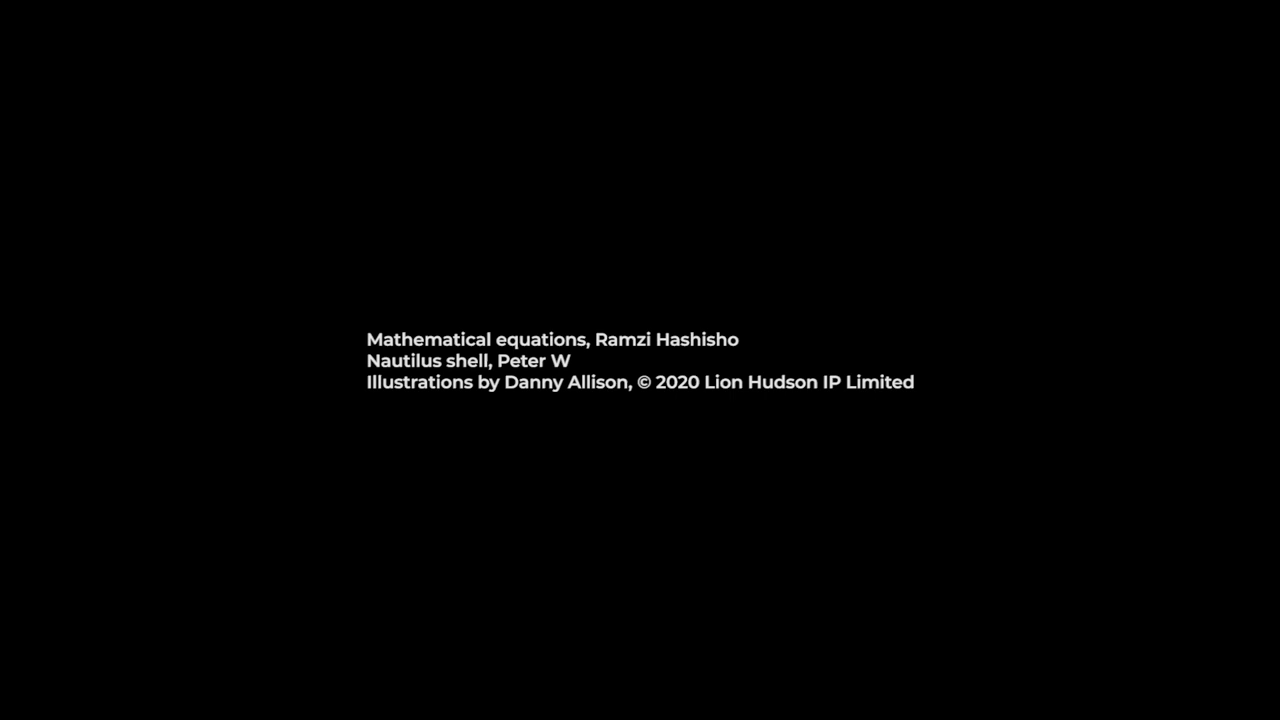 Mathematical equations, Ramzi Hashisho
Nautilus shell, Peter W
Illustrations by Danny Allison, © 2020 Lion Hudson IP Limited